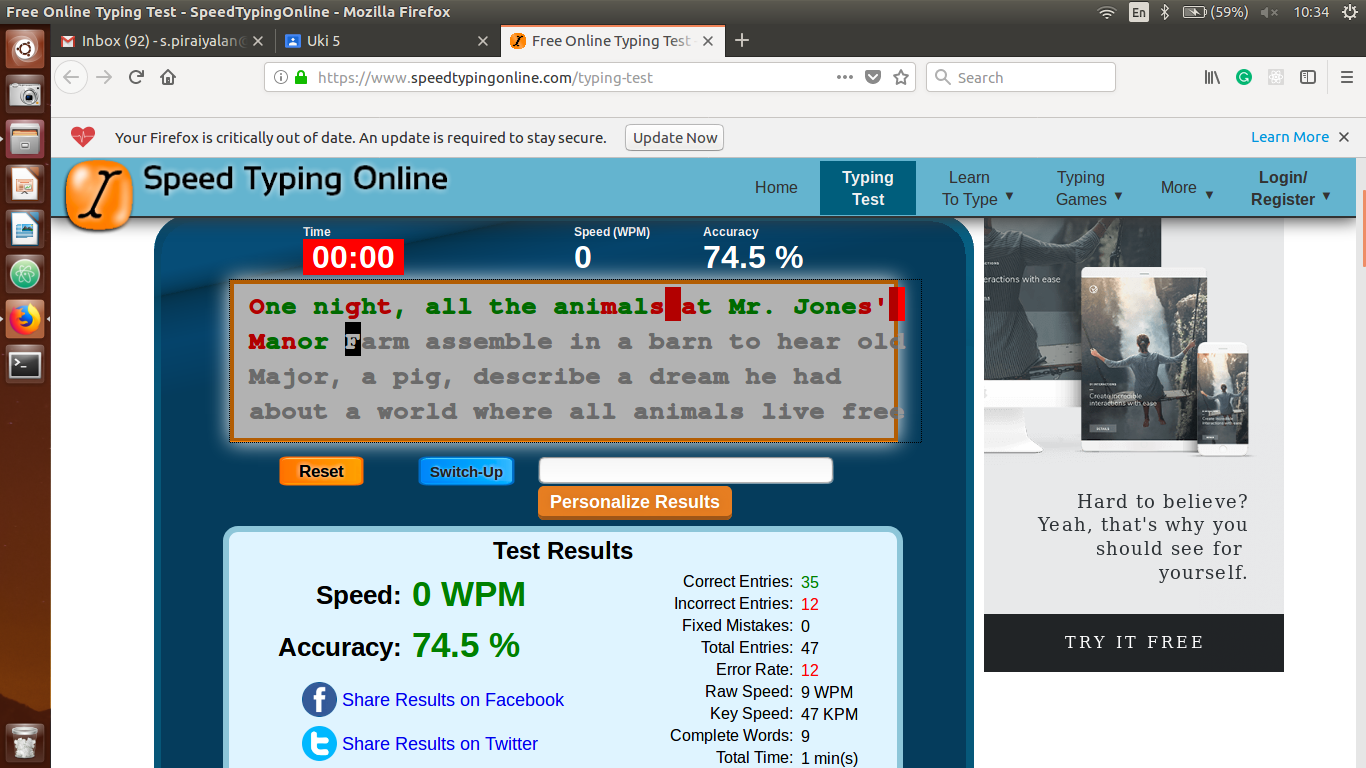 Free Online Typing Test - SpeedTypingOnline - Mozilla Firefox
En (59%) 10:34
Inbox (92) - s.piraiyalan@
Uki 5
Free Online Typing Test -
https://www.speedtypingonline.com/typing-test
Search
Your Firefox is critically out of date. An update is required to stay secure.
Update Now
Learn More
Speed Typing Online
Home
Typing
Test
Learn
To Type
Typing
Games
More
Login/
Register
Time
Speed (WPM)
Accuracy
00:00
0
74.5 %
One night, all the animals at Mr. Jones'
Manor Farm assemble in a barn to hear old
Major, a pig, describe a dream he had
about a world where all animals live free
Reset
Switch-Up
Personalize Results
Test Results
Speed: 0 WPM
Accuracy: 74.5 %
Share Results on Facebook
Share Results on Twitter
Correct Entries: 35
Incorrect Entries: 12
Fixed Mistakes: 0
Total Entries: 47
Error Rate: 12
Raw Speed: 9 WPM
Key Speed: 47 KPM
Complete Words: 9
Total Time: 1 min(s)
interactions with ease
Create incredible
interactions with ease
Hard to believe?
Yeah, that's why you
should see for
yourself.
TRY IT FREE